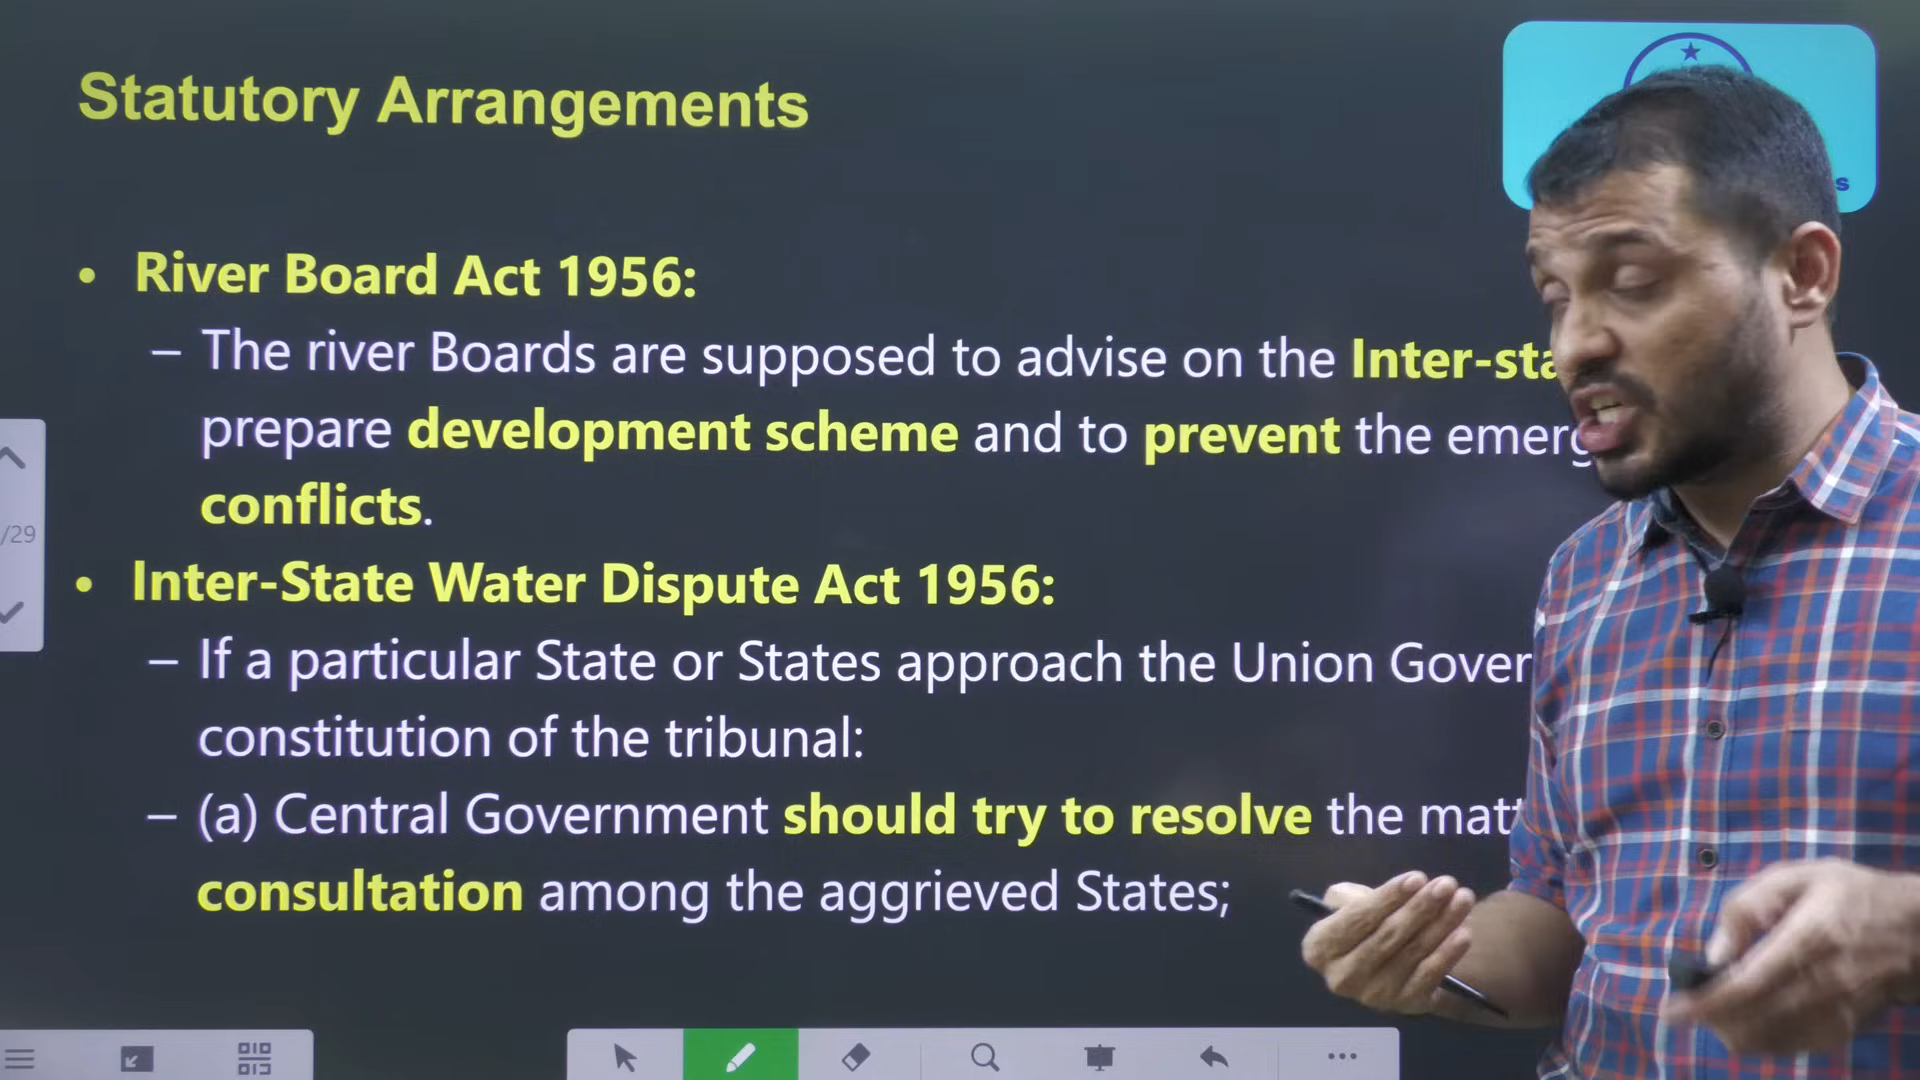 Statutory Arrangements
• River Board Act 1956:
– The river Boards are supposed to advise on the
prepare development scheme and to prevent the
conflicts.
• Inter-State Water Dispute Act 1956:
– If a particular State or States approach the Union
constitution of the tribunal:
– (a) Central Government should try to resolve the
consultation among the aggrieved States;
/29